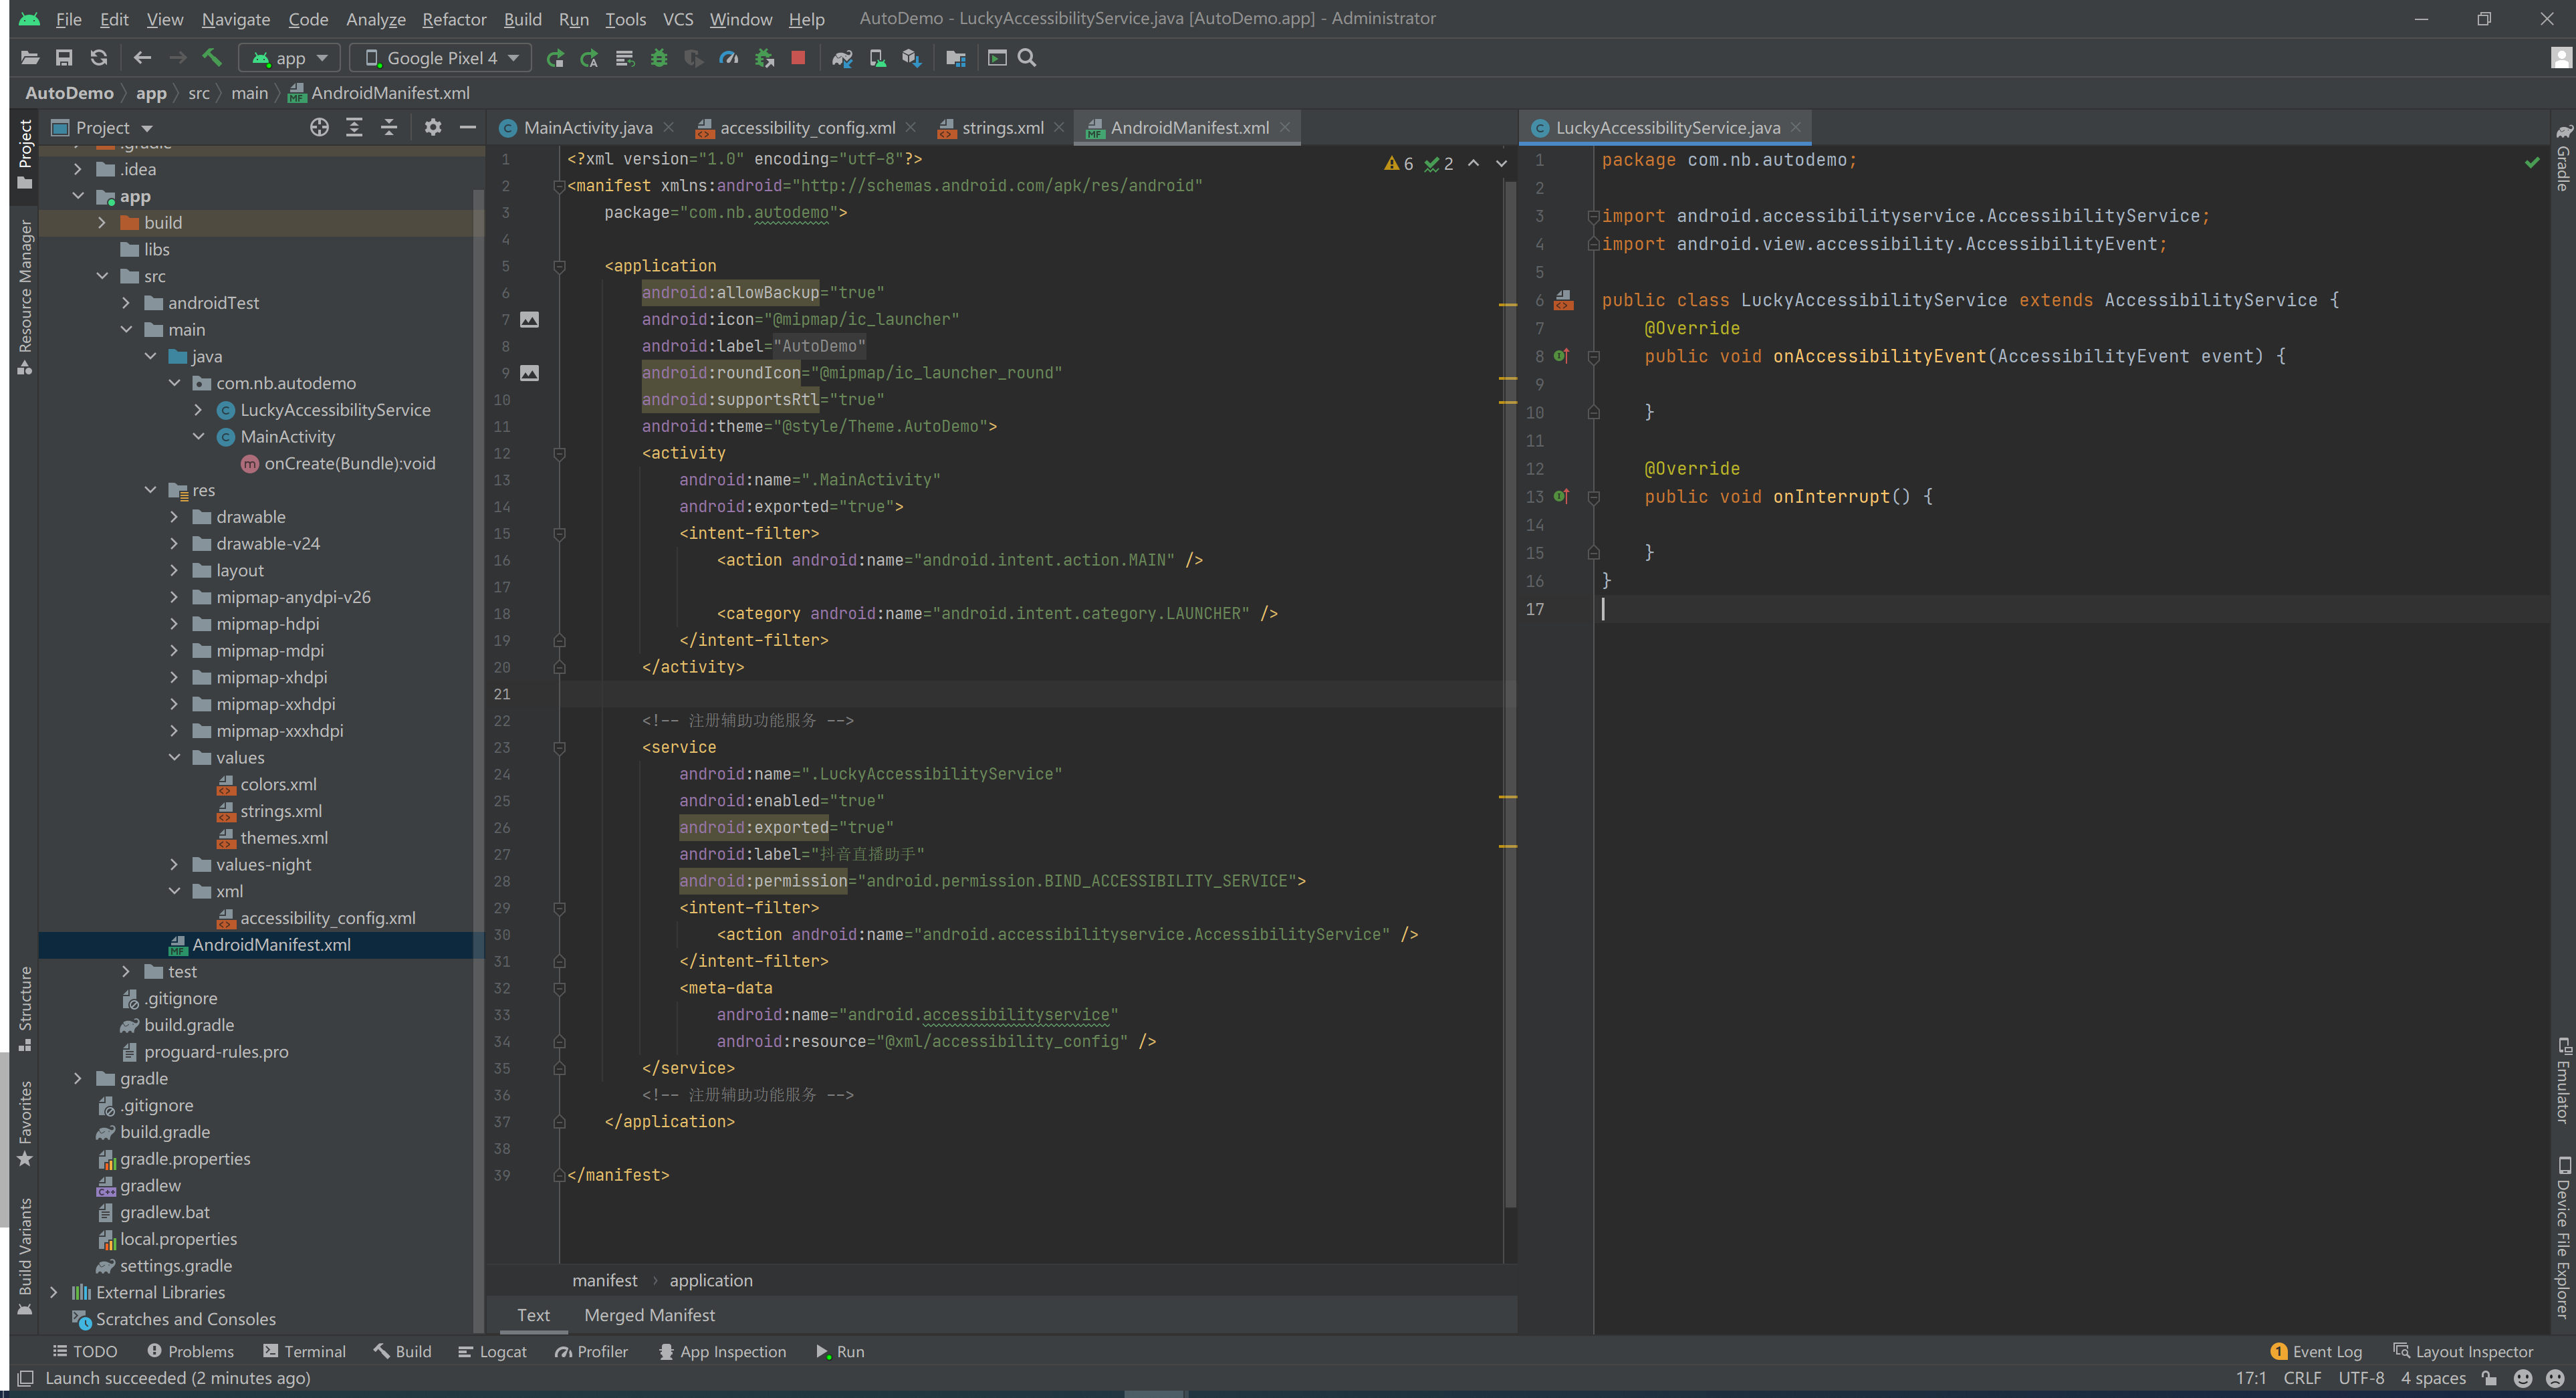 File Edit View Navigate Code Analyze Refactor Build Run Tools VCS Window Help AutoDemo - LuckyAccessibilityService.java [AutoDemo.app] - Administrator
app Google Pixel 4
AutoDemo app src main AndroidManifest.xml
Project
Resource Manager
Structure
Favorites
Build Variants
Project
.gradle
.idea
app
build
libs
src
androidTest
main
java
com.nb.autodemo
LuckyAccessibilityService
MainActivity
onCreate(Bundle):void
res
drawable
drawable-v24
layout
mipmap-anydpi-v26
mipmap-hdpi
mipmap-mdpi
mipmap-xhdpi
mipmap-xxhdpi
mipmap-xxxhdpi
values
colors.xml
strings.xml
themes.xml
values-night
xml
accessibility_config.xml
AndroidManifest.xml
test
.gitignore
build.gradle
proguard-rules.pro
gradle
.gitignore
build.gradle
gradle.properties
gradlew
gradlew.bat
local.properties
settings.gradle
External Libraries
Scratches and Consoles
MainActivity.java accessibility_config.xml strings.xml AndroidManifest.xml
6 2
1 <?xml version="1.0" encoding="utf-8"?>
2 <manifest xmlns:android="http://schemas.android.com/apk/res/android"
3 package="com.nb.autodemo">
4
5 <application
6 android:allowBackup="true"
7 android:icon="@mipmap/ic_launcher"
8 android:label="AutoDemo"
9 android:roundIcon="@mipmap/ic_launcher_round"
10 android:supportsRtl="true"
11 android:theme="@style/Theme.AutoDemo">
12 <activity
13 android:name=".MainActivity"
14 android:exported="true">
15 <intent-filter>
16 <action android:name="android.intent.action.MAIN" />
17
18 <category android:name="android.intent.category.LAUNCHER" />
19 </intent-filter>
20 </activity>
21
22 <!-- 注册辅助功能服务 -->
23 <service
24 android:name=".LuckyAccessibilityService"
25 android:enabled="true"
26 android:exported="true"
27 android:label="抖音直播助手"
28 android:permission="android.permission.BIND_ACCESSIBILITY_SERVICE">
29 <intent-filter>
30 <action android:name="android.accessibilityservice.AccessibilityService" />
31 </intent-filter>
32 <meta-data
33 android:name="android.accessibilityservice"
34 android:resource="@xml/accessibility_config" />
35 </service>
36 <!-- 注册辅助功能服务 -->
37 </application>
38
39 </manifest>
manifest application
Text Merged Manifest
LuckyAccessibilityService.java
1 package com.nb.autodemo;
2
3 import android.accessibilityservice.AccessibilityService;
4 import android.view.accessibility.AccessibilityEvent;
5
6 public class LuckyAccessibilityService extends AccessibilityService {
7 @Override
8 public void onAccessibilityEvent(AccessibilityEvent event) {
9
10 }
11
12 @Override
13 public void onInterrupt() {
14
15 }
16 }
17
Gradle
Emulator
Device File Explorer
TODO Problems Terminal Build Logcat Profiler App Inspection Run 1 Event Log Layout Inspector
Launch succeeded (2 minutes ago) 17:1 CRLF UTF-8 4 spaces